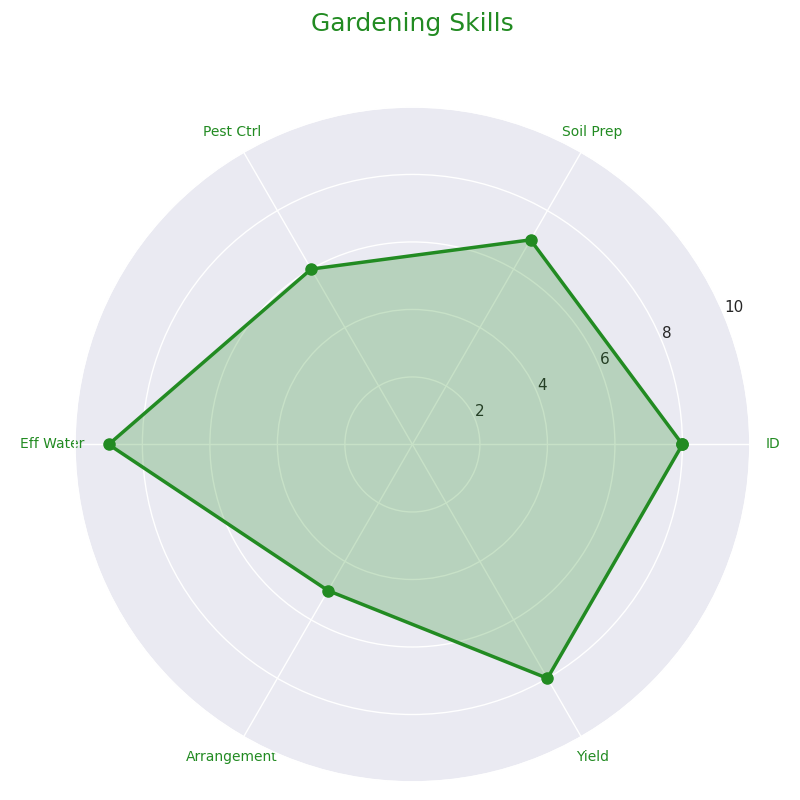 Gardening Skills
Pest Ctrl
Soil Prep
10
8
6
4
2
Eff Water
ID
Arrangement
Yield